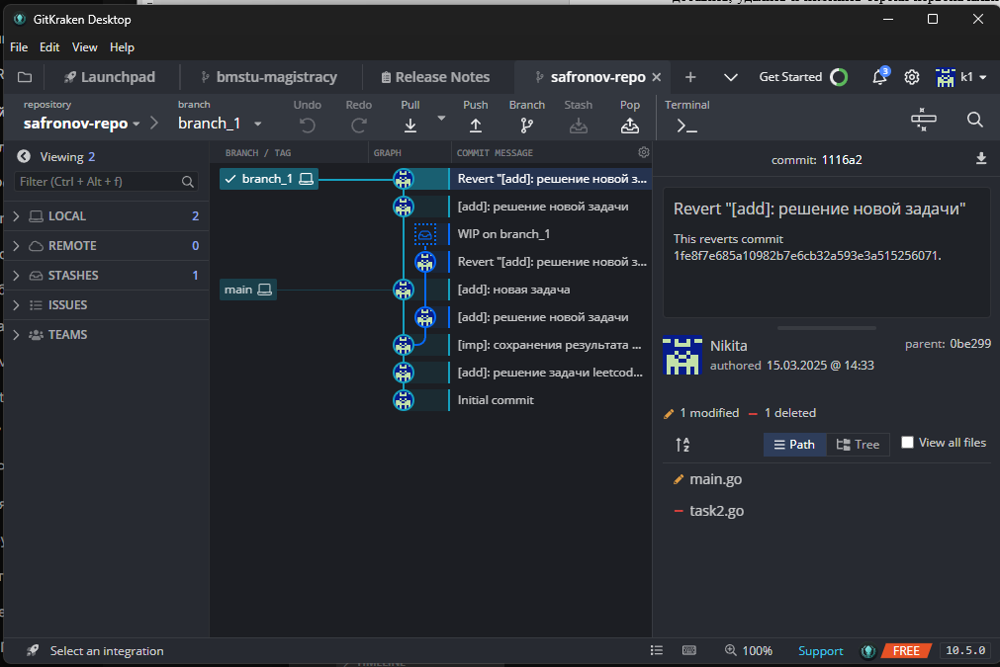 GitKraken Desktop
File Edit View Help
Launchpad bmstu-magistracy Release Notes safronov-repo Get Started 3 k1
repository
safronov-repo
branch
branch_1
Undo Redo Pull Push Branch Stash Pop Terminal
Viewing 2
Filter (Ctrl + Alt + f)
LOCAL 2
REMOTE 0
STASHES 1
ISSUES
TEAMS
BRANCH / TAG GRAPH COMMIT MESSAGE
branch_1 Revert "[add]: решение новой з...
[add]: решение новой задачи
WIP on branch_1
Revert "[add]: решение новой з...
main [add]: новая задача
[add]: решение новой задачи
[imp]: сохранения результата ...
[add]: решение задачи leetcod...
Initial commit
commit: 1116a2
Revert "[add]: решение новой задачи"
This reverts commit
1fe8f7e685a10982b7e6cb32a593e3a515256071.
Nikita
authored 15.03.2025 @ 14:33
parent: 0be299
1 modified 1 deleted
Path Tree View all files
main.go
task2.go
Select an integration 100% Support FREE 10.5.0